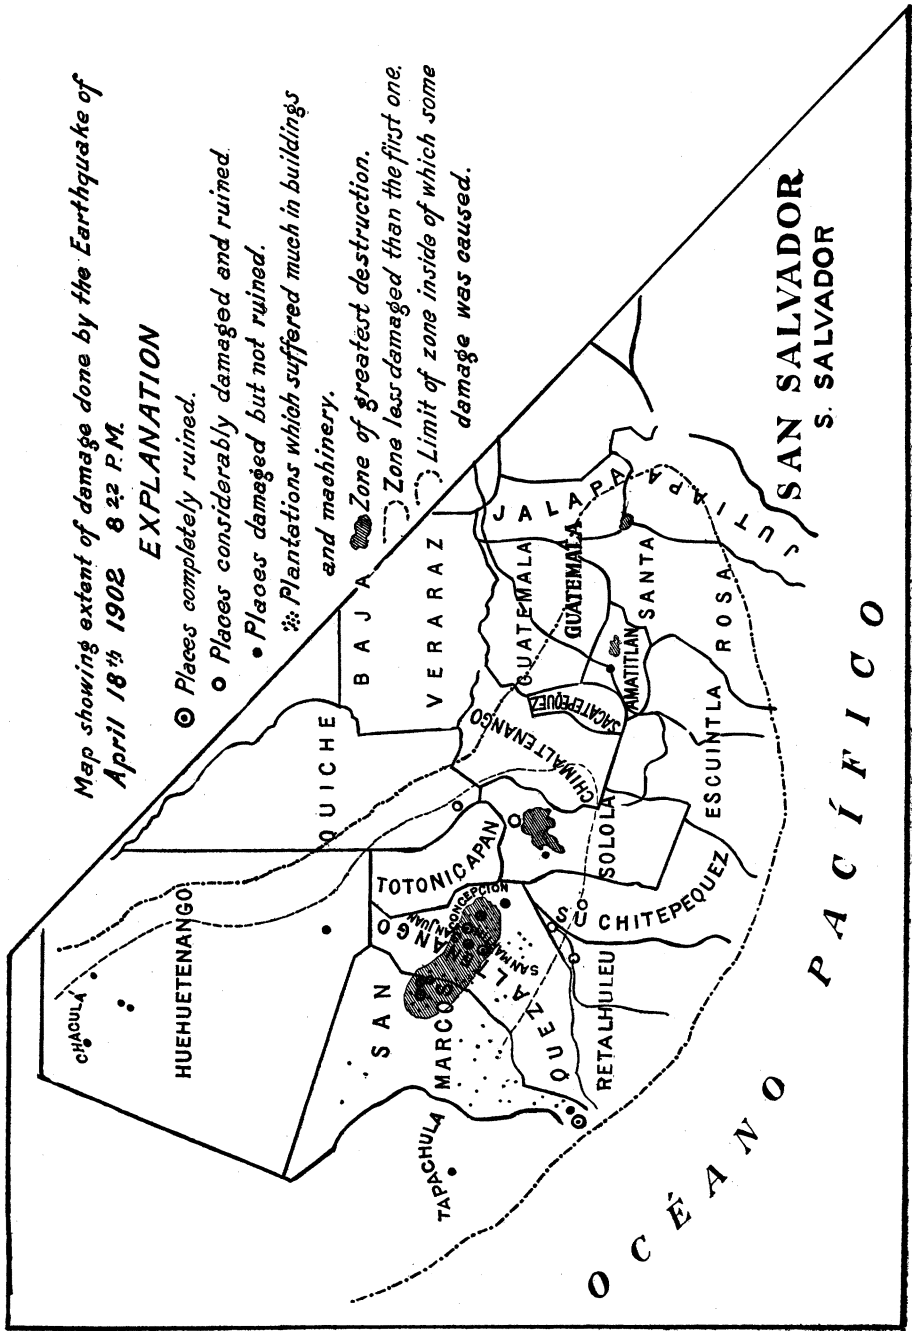 Map showing extent of damage done by the Earthquake of
April 18th 1902 8 22 P.M.
EXPLANATION
Places completely ruined.
Places considerably damaged and ruined.
Places damaged but not ruined.
Plantations which suffered much in buildings
and machinery.
Zone of greatest destruction.
Zone less damaged than the first one.
Limit of zone inside of which some
damage was caused.
CHACULÁ
HUEHUETENANGO
QUICHE
BAJA
VERARAZ
TOTONICAPAN
SAN
MARCOS
QUEZALTENANGO
SAN JUAN
CONCEPCION
SAN MAR
TAPACHULA
RETALHULEU
SUCHITEPEQUEZ
SOLOLA
CHIMALTENANGO
SACATEPEQUEZ
ESCUINTLA
AMATITLAN
GUATEMALA
GUATEMALA
JALAPA
SANTA
ROSA
JUTIAPA
SAN SALVADOR
S. SALVADOR
OCÉANO PACÍFICO